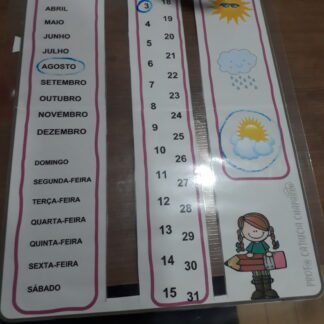 ABRIL
MAIO
JUNHO
JULHO
AGOSTO
SETEMBRO
OUTUBRO
NOVEMBRO
DEZEMBRO
DOMINGO
SEGUNDA-FEIRA
TERÇA-FEIRA
QUARTA-FEIRA
QUINTA-FEIRA
SEXTA-FEIRA
SÁBADO
3
4
5
6
7
8
9
10
11
12
13
14
15
18
19
20
21
22
23
24
25
26
27
28
29
30
31